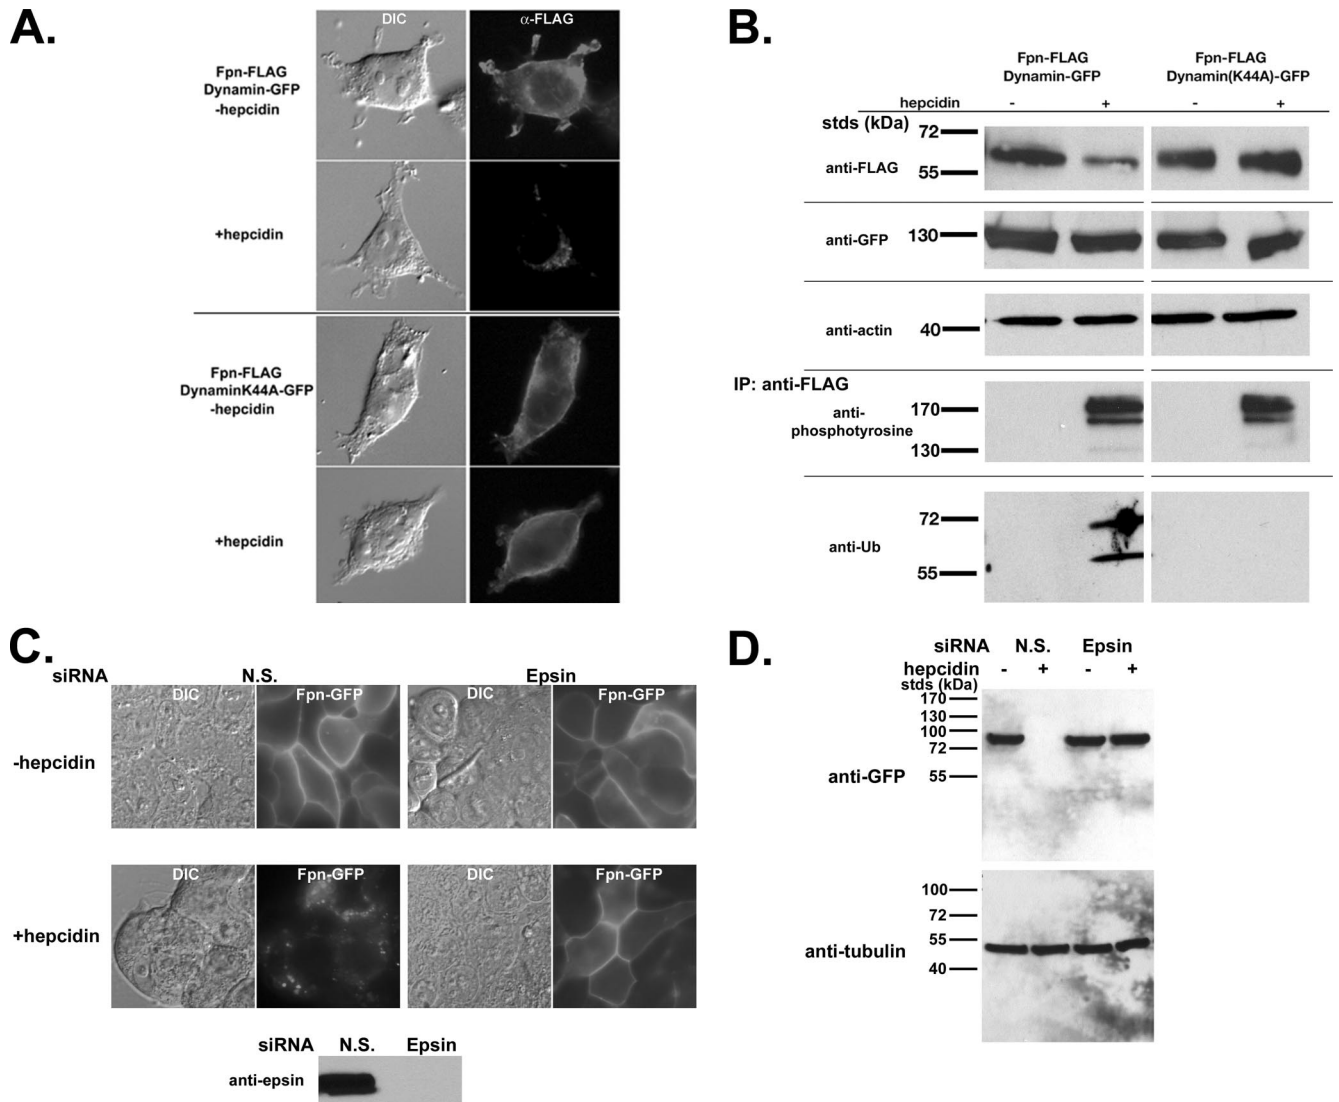 A.
DIC
α-FLAG
Fpn-FLAG
Dynamin-GFP
-hepcidin
+hepcidin
Fpn-FLAG
DynaminK44A-GFP
-hepcidin
+hepcidin
B.
Fpn-FLAG
Dynamin-GFP
Fpn-FLAG
Dynamin(K44A)-GFP
hepcidin - + - +
stds (kDa)
72
anti-FLAG
55
anti-GFP 130
anti-actin 40
IP: anti-FLAG
anti-
phosphotyrosine
170
130
72
anti-Ub
55
C.
siRNA N.S. Epsin
DIC Fpn-GFP DIC Fpn-GFP
-hepcidin
DIC Fpn-GFP DIC Fpn-GFP
+hepcidin
siRNA N.S. Epsin
anti-epsin
D.
siRNA N.S. Epsin
hepcidin - + - +
stds (kDa)
170
130
100
72
anti-GFP 55
100
72
55
anti-tubulin
40